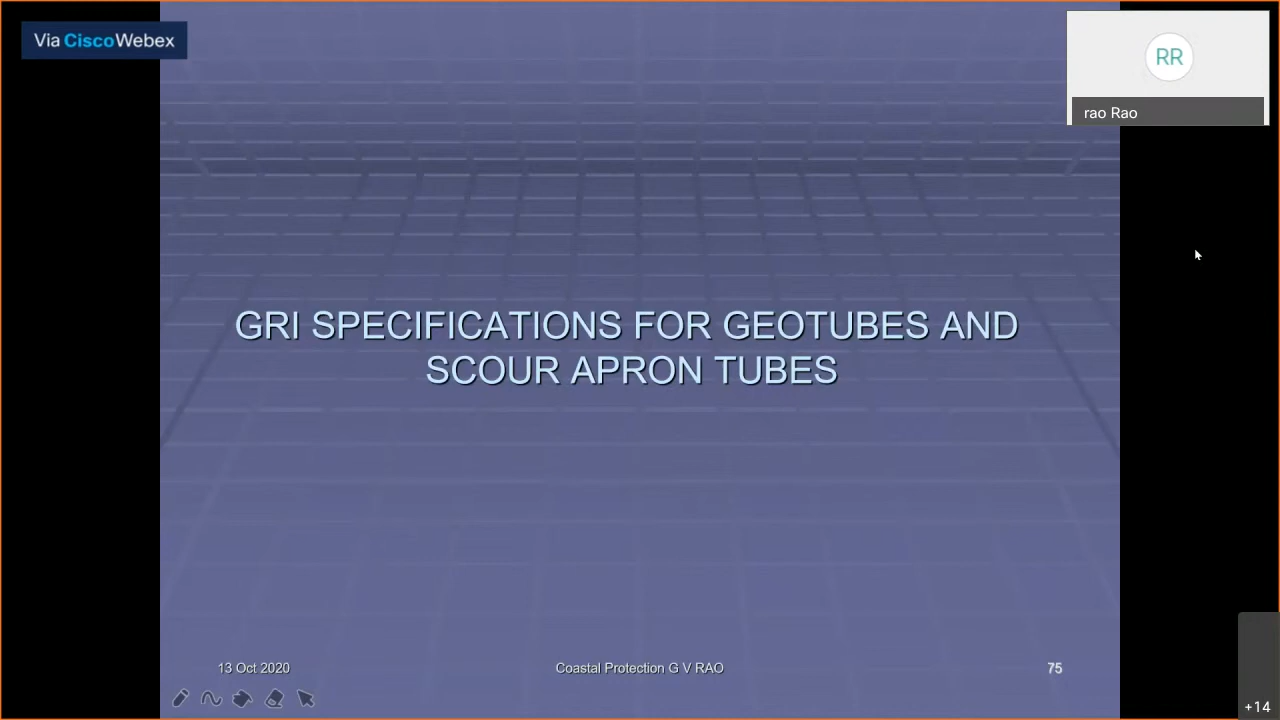 Via CiscoWebex
RR
rao Rao
GRI SPECIFICATIONS FOR GEOTUBES AND
SCOUR APRON TUBES
13 Oct 2020
Coastal Protection G V RAO
75
+14